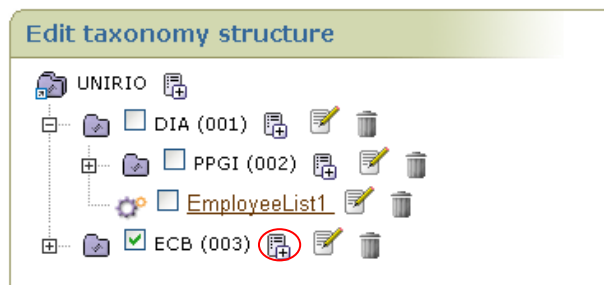 Edit taxonomy structure
UNIRIO
DIA (001)
PPGI (002)
EmployeeList1
ECB (003)